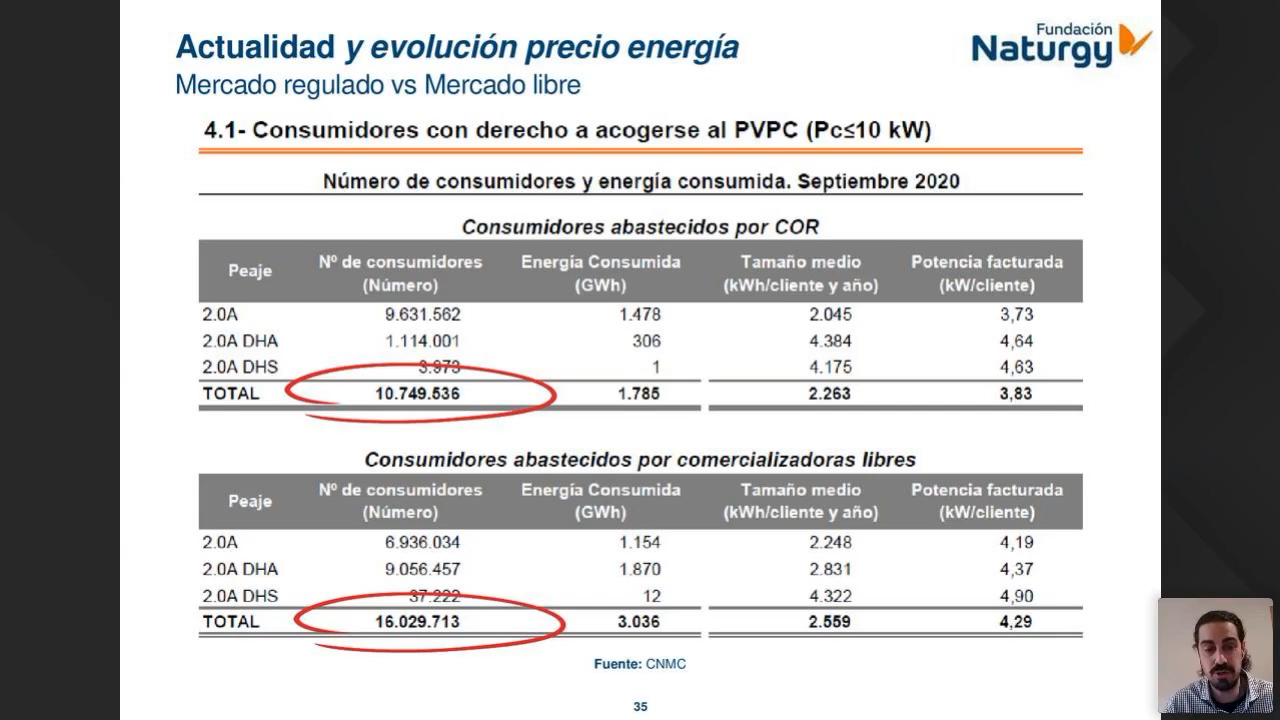 Actualidad y evolución precio energía
Mercado regulado vs Mercado libre
Fundación
Naturgy
4.1- Consumidores con derecho a acogerse al PVPC (Pc≤10 kW)
Número de consumidores y energía consumida. Septiembre 2020
Consumidores abastecidos por COR
Peaje Nº de consumidores (Número) Energía Consumida (GWh) Tamaño medio (kWh/cliente y año) Potencia facturada (kW/cliente)
2.0A 9.631.562 1.478 2.045 3,73
2.0A DHA 1.114.001 306 4.384 4,64
2.0A DHS 3.973 1 4.175 4,63
TOTAL 10.749.536 1.785 2.263 3,83
Consumidores abastecidos por comercializadoras libres
Peaje Nº de consumidores (Número) Energía Consumida (GWh) Tamaño medio (kWh/cliente y año) Potencia facturada (kW/cliente)
2.0A 6.936.034 1.154 2.248 4,19
2.0A DHA 9.056.457 1.870 2.831 4,37
2.0A DHS 37.222 12 4.322 4,90
TOTAL 16.029.713 3.036 2.559 4,29
Fuente: CNMC
35